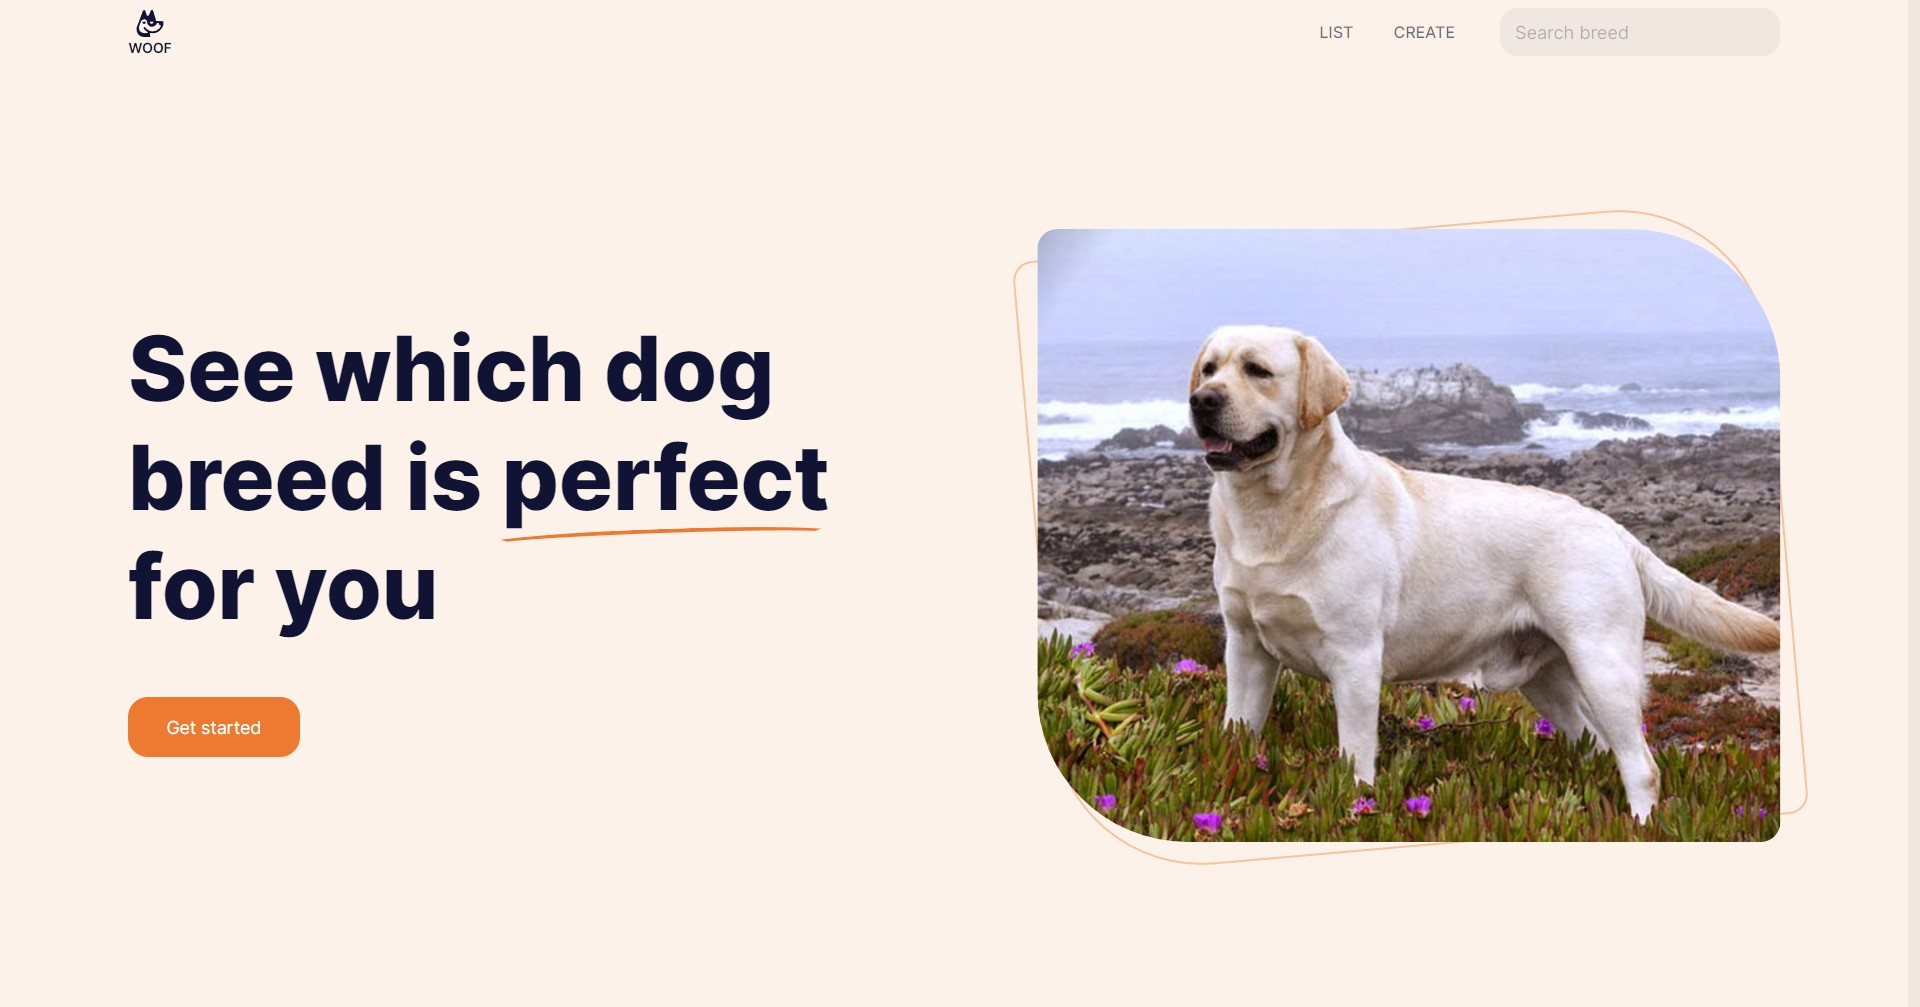 WOOF
LIST CREATE Search breed
See which dog
breed is perfect
for you
Get started